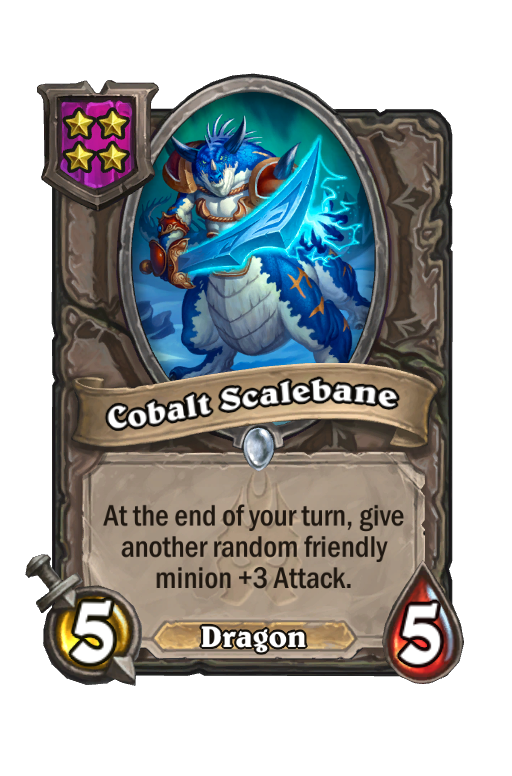 Cobalt Scalebane
At the end of your turn, give
another random friendly
minion +3 Attack.
5
Dragon
5